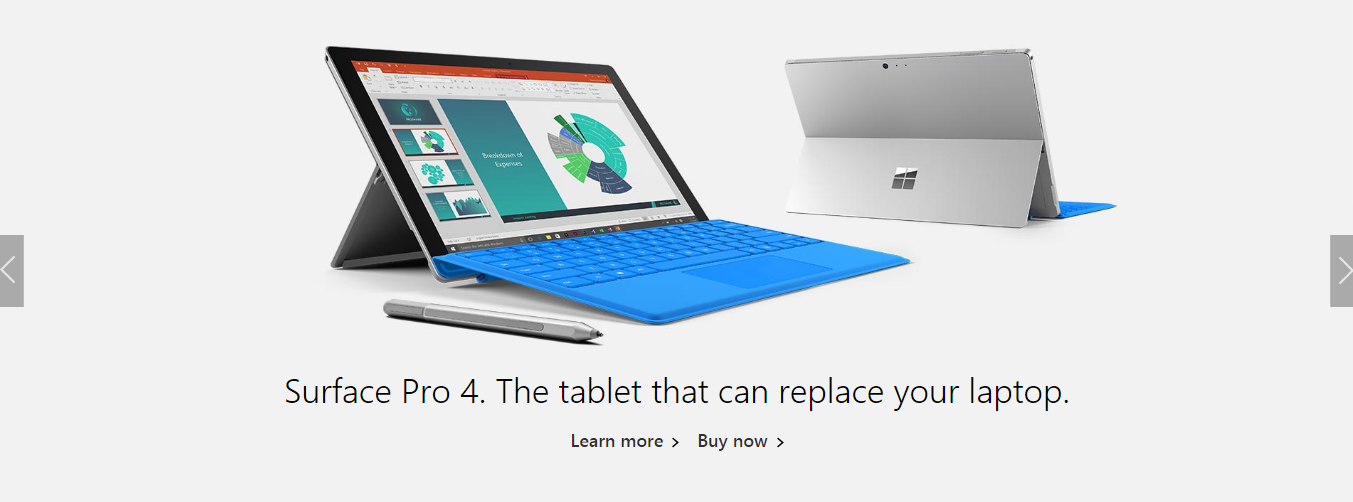 Breakdown of
Expenses
Surface Pro 4. The tablet that can replace your laptop.
Learn more > Buy now >